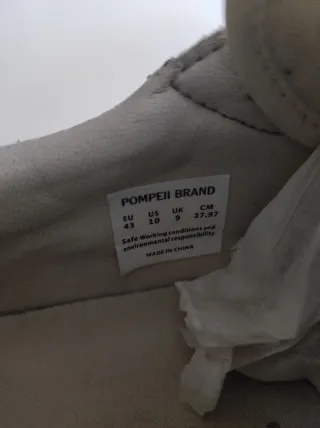 POMPEII BRAND
EU US UK CM
43 10 9 27.97
Safe Working conditions and
environmental responsibility
MADE IN CHINA